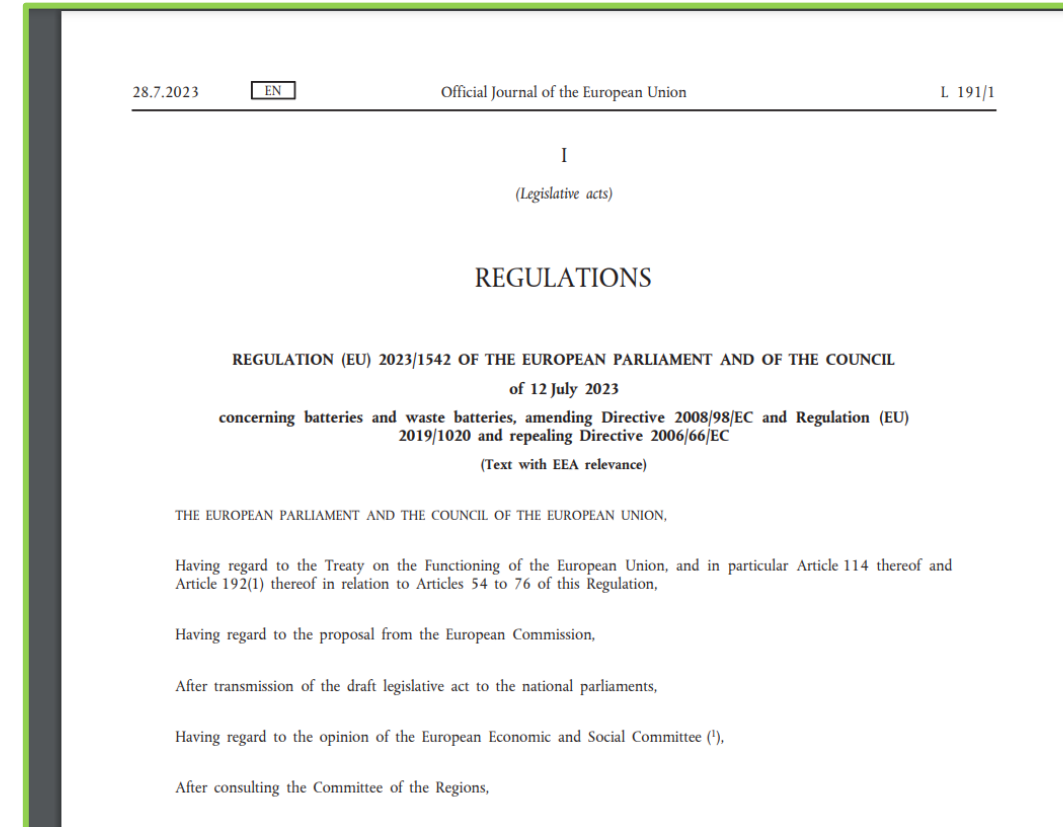 28.7.2023 EN Official Journal of the European Union L 191/1
I
(Legislative acts)
REGULATIONS
REGULATION (EU) 2023/1542 OF THE EUROPEAN PARLIAMENT AND OF THE COUNCIL
of 12 July 2023
concerning batteries and waste batteries, amending Directive 2008/98/EC and Regulation (EU)
2019/1020 and repealing Directive 2006/66/EC
(Text with EEA relevance)
THE EUROPEAN PARLIAMENT AND THE COUNCIL OF THE EUROPEAN UNION,
Having regard to the Treaty on the Functioning of the European Union, and in particular Article 114 thereof and
Article 192(1) thereof in relation to Articles 54 to 76 of this Regulation,
Having regard to the proposal from the European Commission,
After transmission of the draft legislative act to the national parliaments,
Having regard to the opinion of the European Economic and Social Committee (¹),
After consulting the Committee of the Regions,